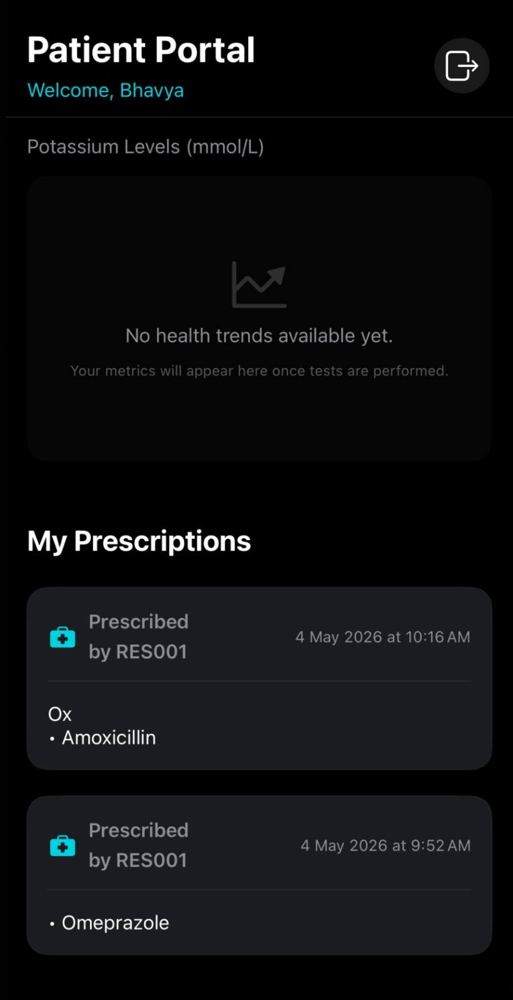 Patient Portal
Welcome, Bhavya
Potassium Levels (mmol/L)
No health trends available yet.
Your metrics will appear here once tests are performed.
My Prescriptions
Prescribed
by RES001
4 May 2026 at 10:16 AM
Ox
• Amoxicillin
Prescribed
by RES001
4 May 2026 at 9:52 AM
• Omeprazole